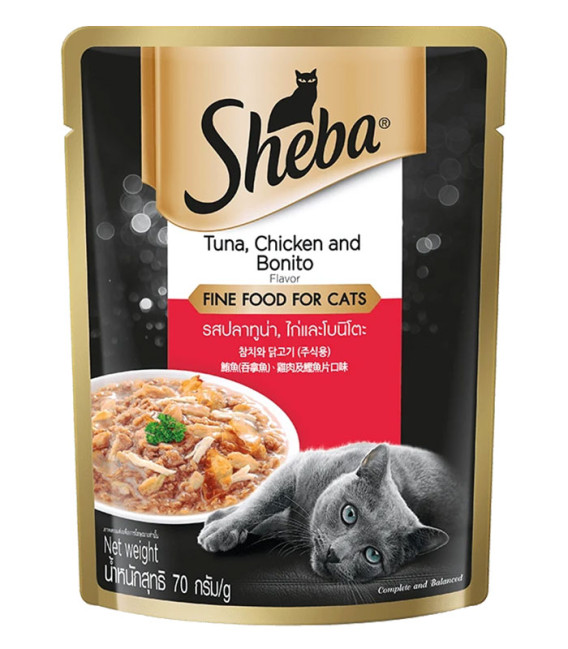 Sheba®
Tuna, Chicken and
Bonito
Flavor
FINE FOOD FOR CATS
รสปลาทูน่า, ไก่และโบนิโตะ
참치와 닭고기 (주식용)
鮪魚(吞拿魚)、雞肉及鰹魚片口味
Net weight
น้ำหนักสุทธิ 70 กรัม/g
Complete and Balanced